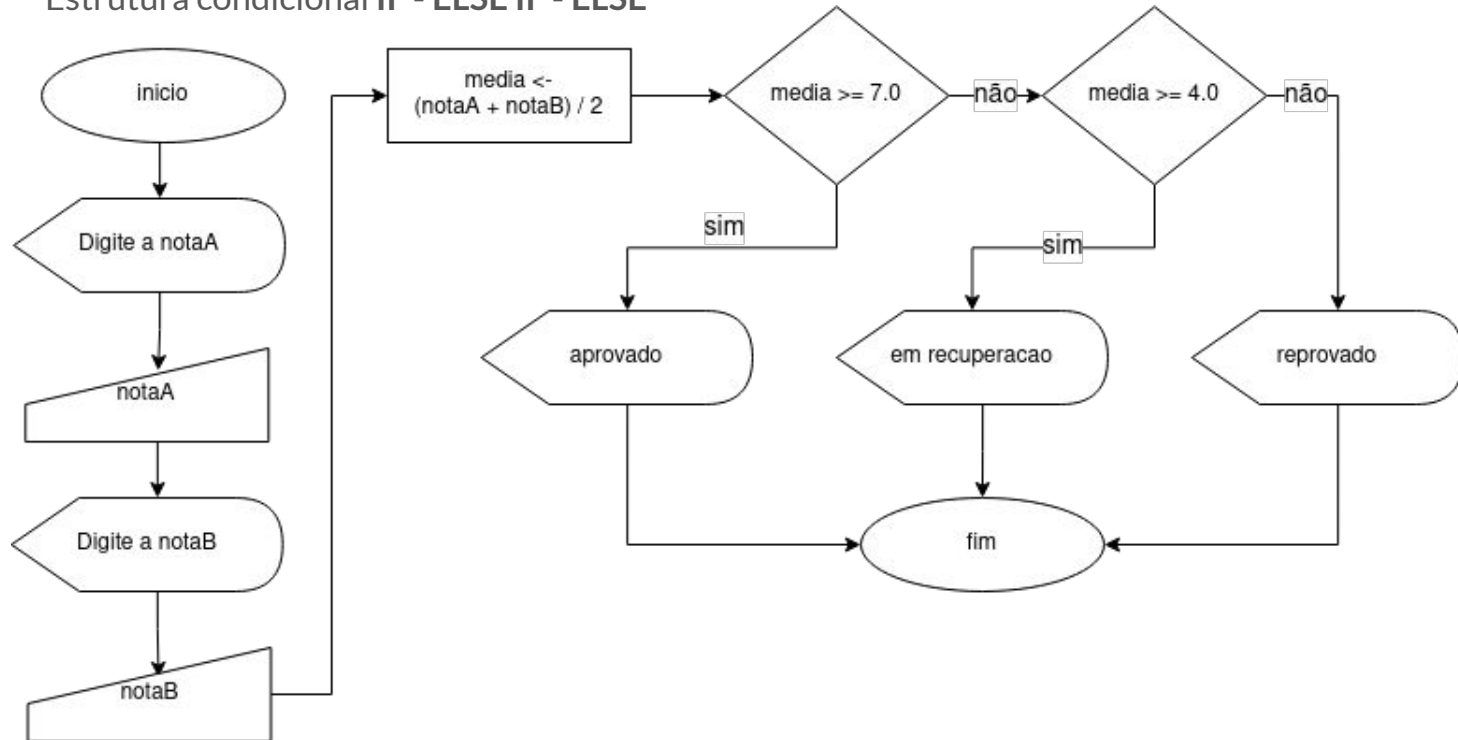 Estrutura condicional IF - ELSE IF - ELSE
inicio
Digite a notaA
notaA
Digite a notaB
notaB
media <-
(notaA + notaB) / 2
media >= 7.0
não
media >= 4.0
não
sim
sim
aprovado
em recuperacao
reprovado
fim